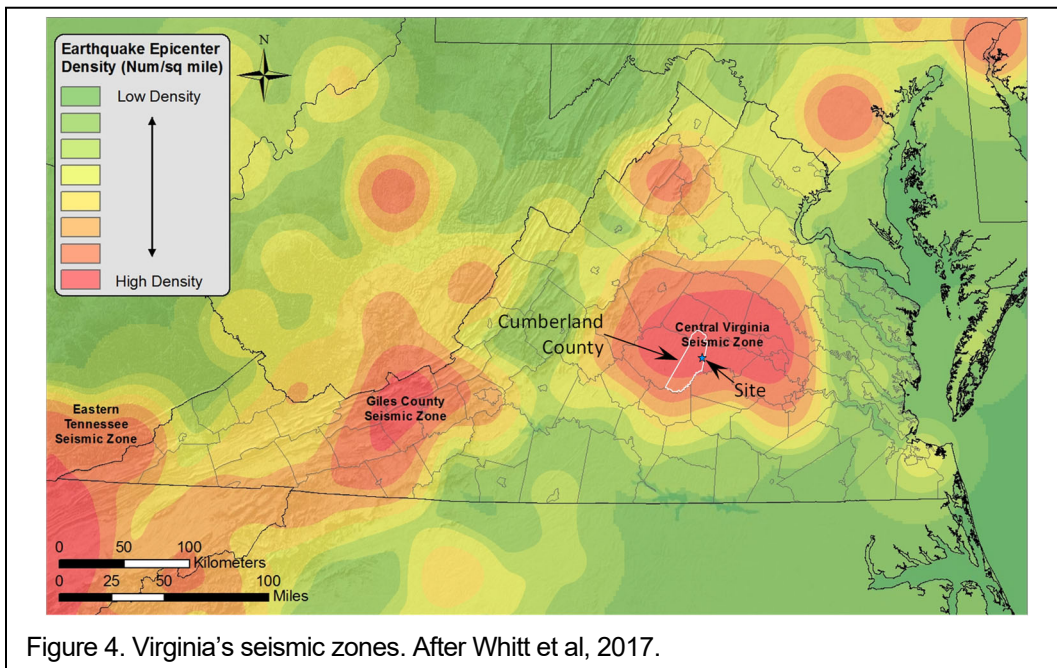 Earthquake Epicenter
Density (Num/sq mile)
Low Density
High Density
N
Cumberland
County
Central Virginia
Seismic Zone
Site
Giles County
Seismic Zone
Eastern
Tennessee
Seismic Zone
0 50 100
Kilometers
0 25 50 100
Miles
Figure 4. Virginia's seismic zones. After Whitt et al, 2017.